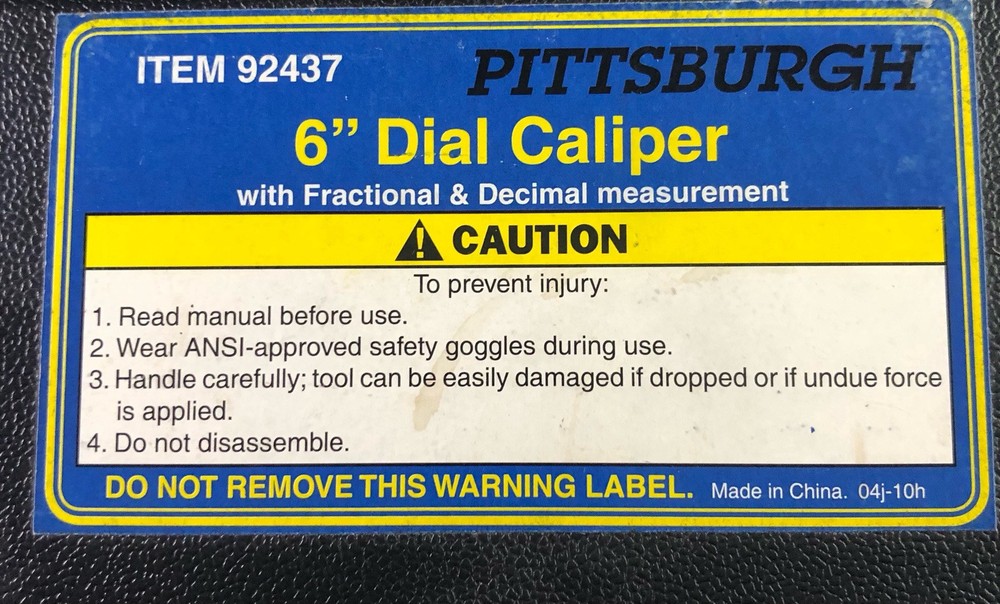 ITEM 92437
PITTSBURGH
6” Dial Caliper
with Fractional & Decimal measurement
CAUTION
To prevent injury:
1. Read manual before use.
2. Wear ANSI-approved safety goggles during use.
3. Handle carefully; tool can be easily damaged if dropped or if undue force
is applied.
4. Do not disassemble.
DO NOT REMOVE THIS WARNING LABEL. Made in China. 04j-10h